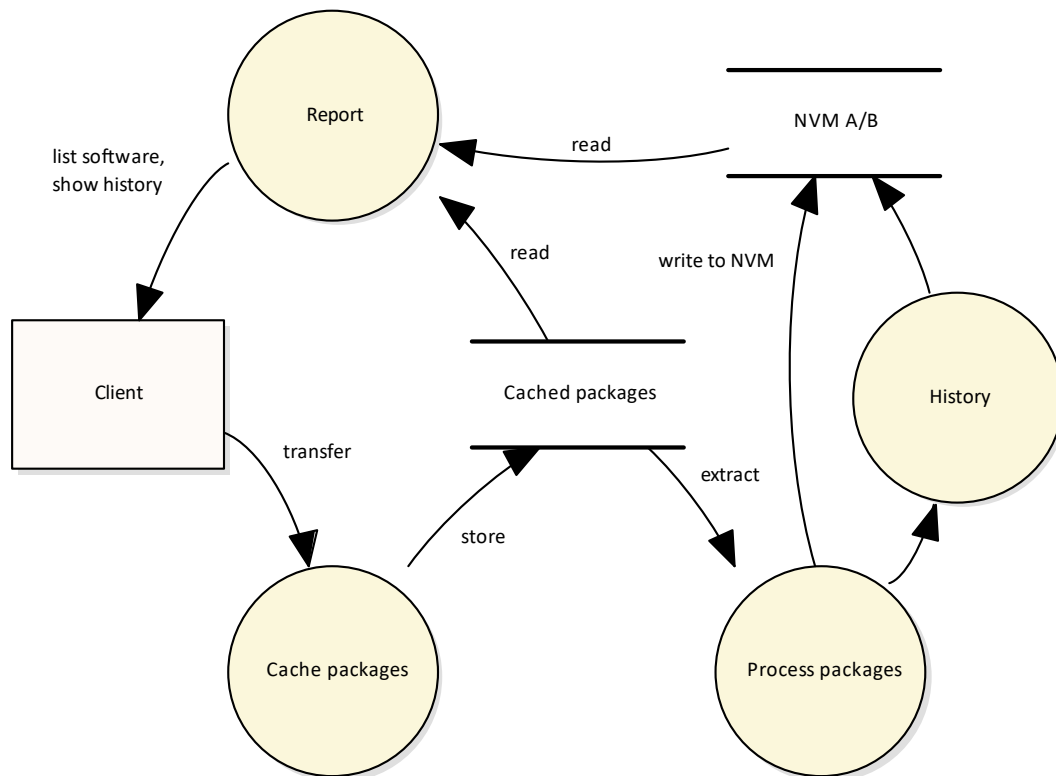 Report
NVM A/B
read
list software,
show history
read
write to NVM
Client
Cached packages
History
transfer
extract
store
Cache packages
Process packages